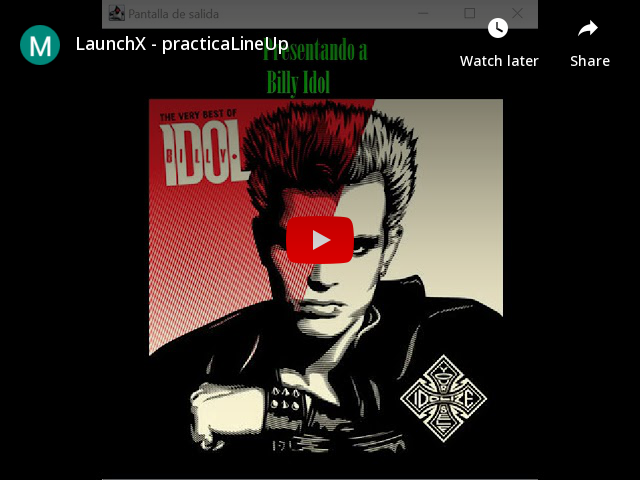 Pantalla de salida
M
LaunchX - practicaLineUp
Watch later
Share
Presentando a
Billy Idol
THE VERY BEST OF
BILLY
IDOL
IDOLIZE